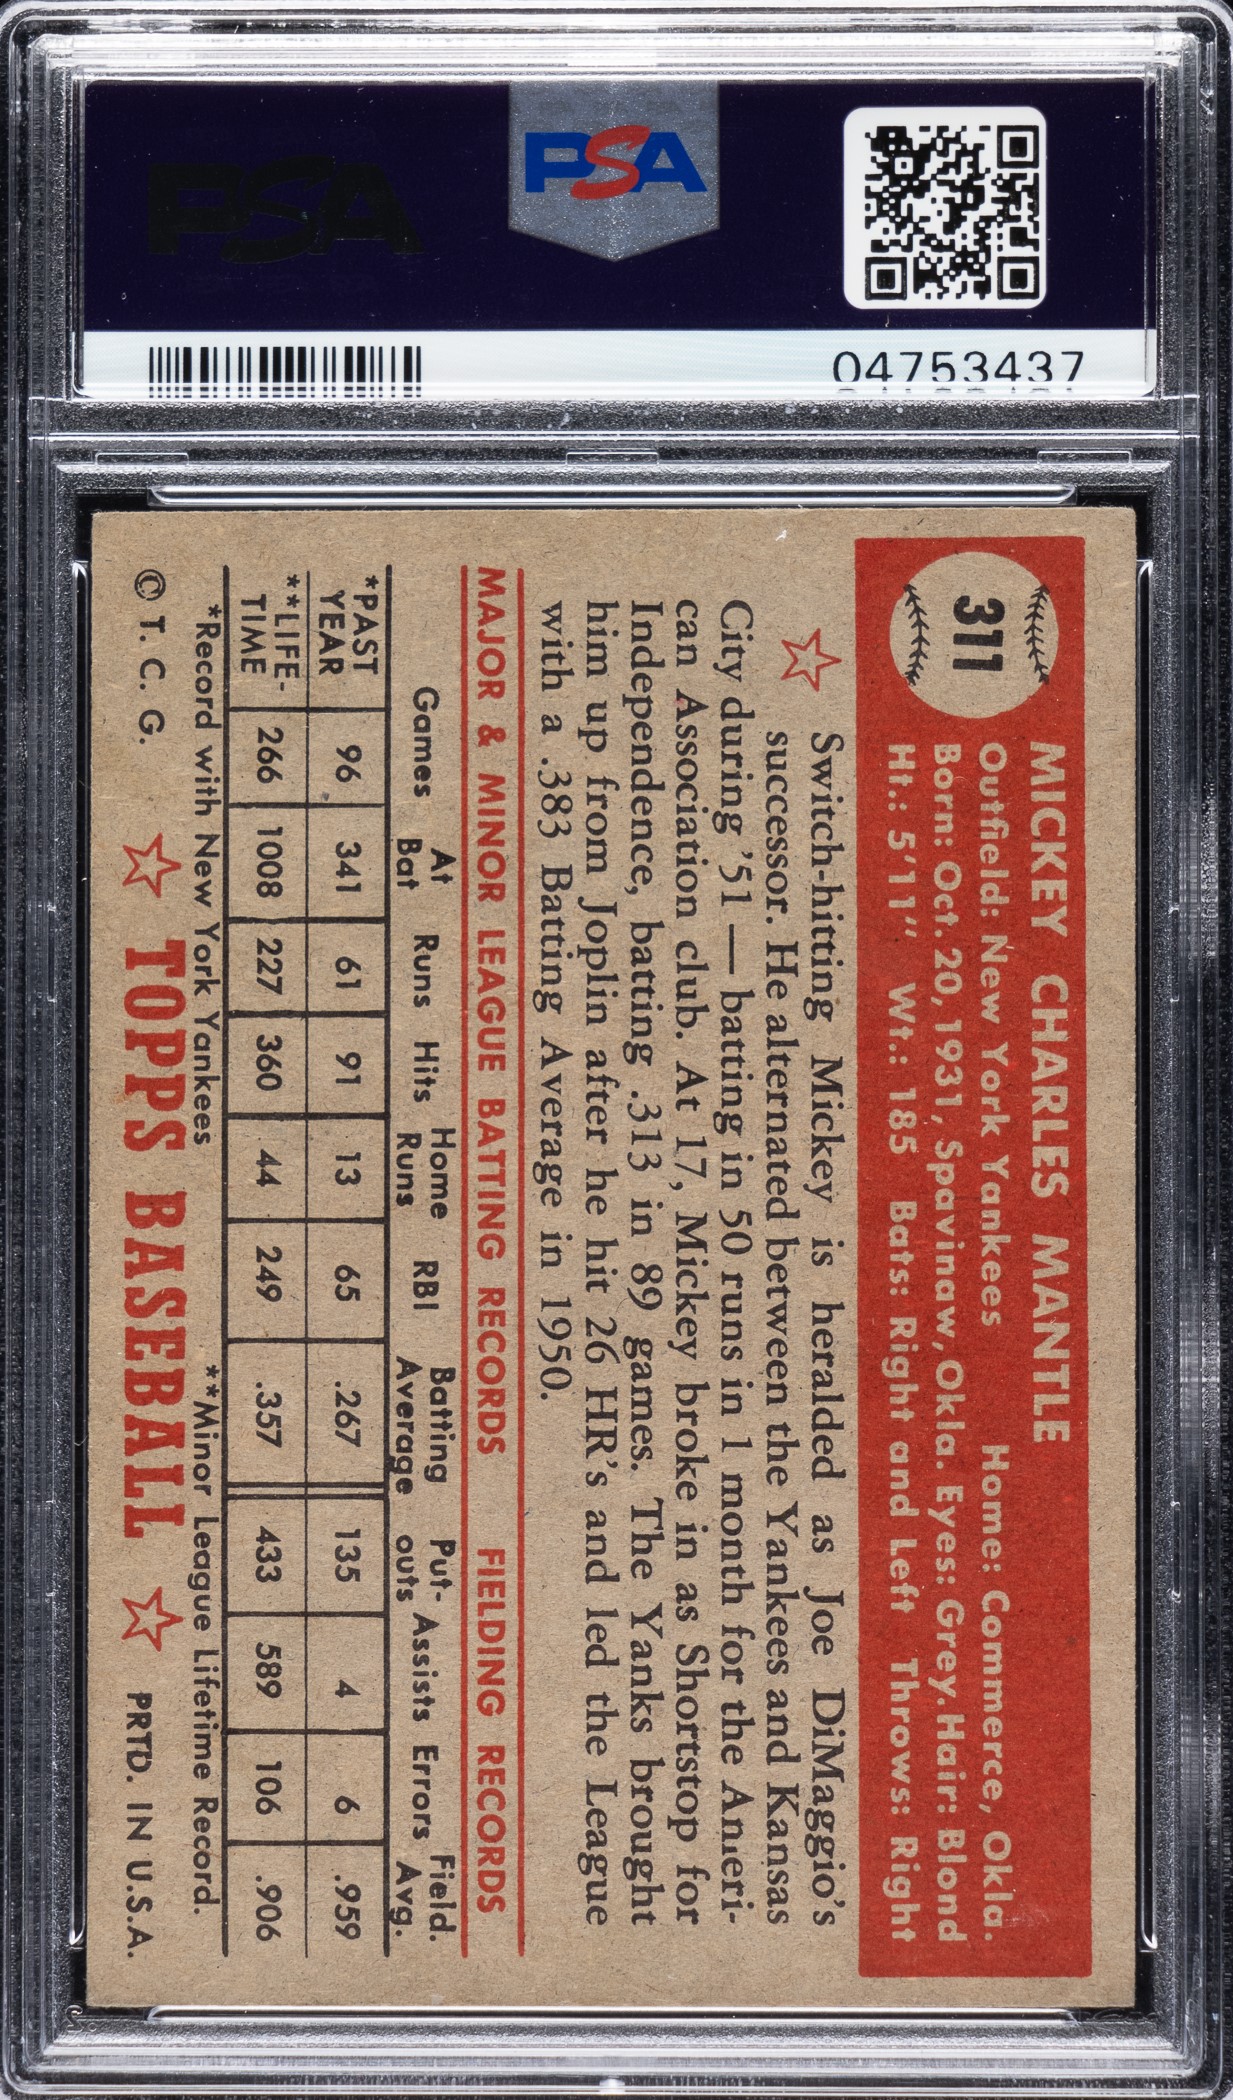 PSA
PSA
04753437
311
MICKEY CHARLES MANTLE
Outfield: New York Yankees Home: Commerce, Okla.
Born: Oct. 20, 1931, Spavinaw, Okla. Eyes: Grey. Hair: Blond
Ht.: 5'11" Wt.: 185 Bats: Right and Left Throws: Right
Switch-hitting Mickey is heralded as Joe DiMaggio's
successor. He alternated between the Yankees and Kansas
City during '51 — batting in 50 runs in 1 month for the Ameri-
can Association club. At 17, Mickey broke in as Shortstop for
Independence, batting .313 in 89 games. The Yanks brought
him up from Joplin after he hit 26 HR's and led the League
with a .383 Batting Average in 1950.
MAJOR & MINOR LEAGUE BATTING RECORDS FIELDING RECORDS
Games At Bat Runs Hits Home Runs RBI Batting Average Put-outs Assists Errors Field. Avg.
*PAST YEAR 96 341 61 91 13 65 .267 135 4 6 .959
**LIFE-TIME 266 1008 227 360 44 249 .357 433 589 106 .906
*Record with New York Yankees **Minor League Lifetime Record.
© T. C. G. TOPPS BASEBALL PRTD. IN U.S.A.